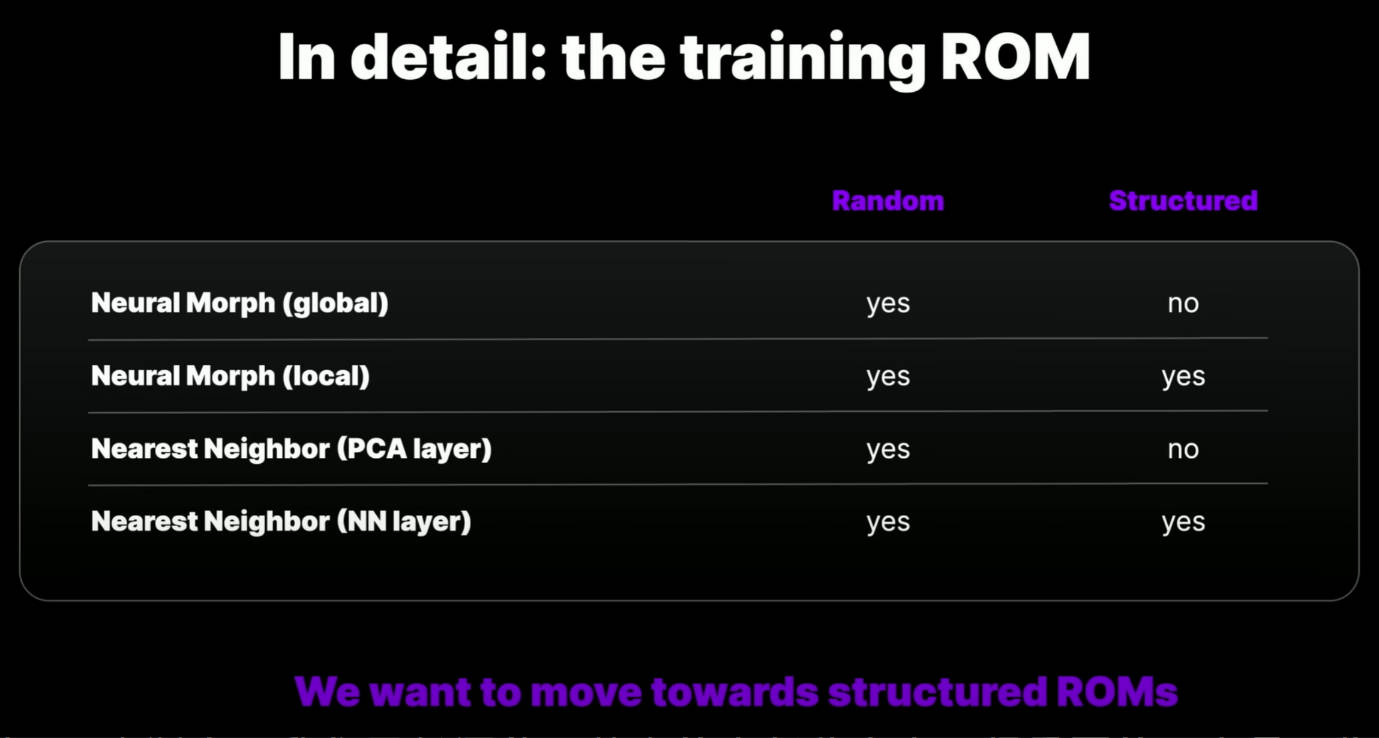 In detail: the training ROM
Random Structured
Neural Morph (global) yes no
Neural Morph (local) yes yes
Nearest Neighbor (PCA layer) yes no
Nearest Neighbor (NN layer) yes yes
We want to move towards structured ROMs